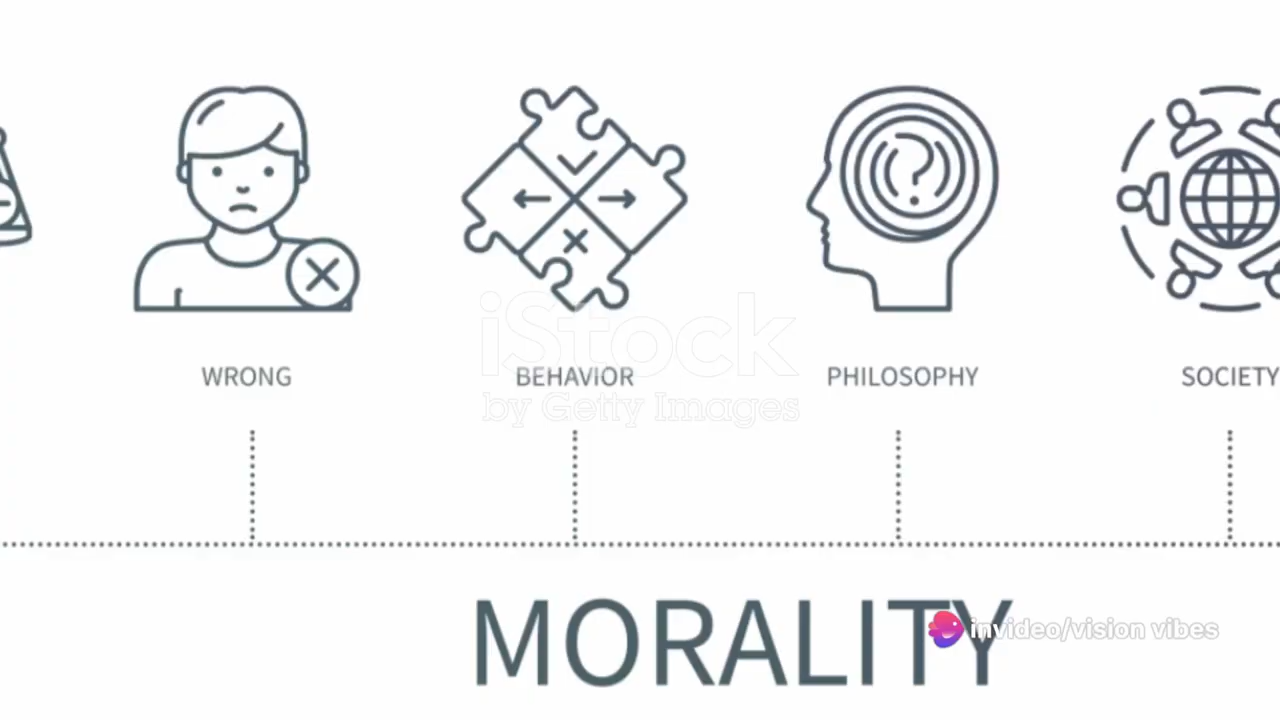 iStock
WRONG
BEHAVIOR
PHILOSOPHY
SOCIETY
by Getty Images
MORALITY
invideo/vision vibes